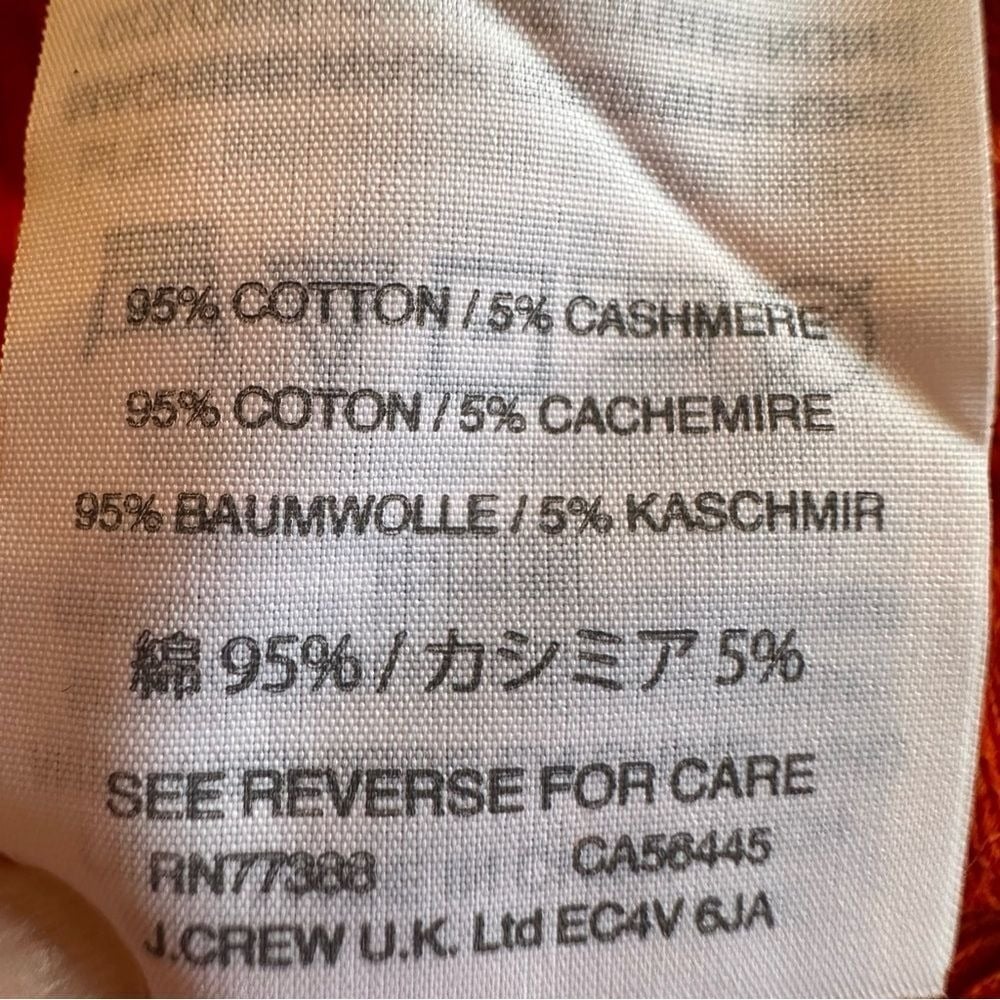 95% COTTON / 5% CASHMERE
95% COTON / 5% CACHEMIRE
95% BAUMWOLLE / 5% KASCHMIR
綿 95% / カシミア 5%
SEE REVERSE FOR CARE
RN77388 CA56445
J.CREW U.K. Ltd EC4V 6JA